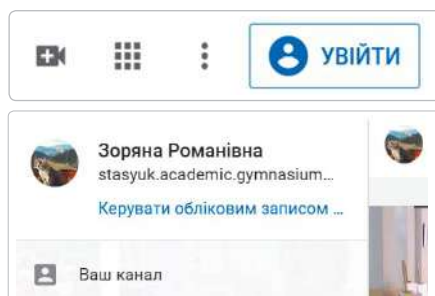 УВІЙТИ
Зоряна Романівна
stasyuk.academic.gymnasium...
Керувати обліковим записом ...
Ваш канал